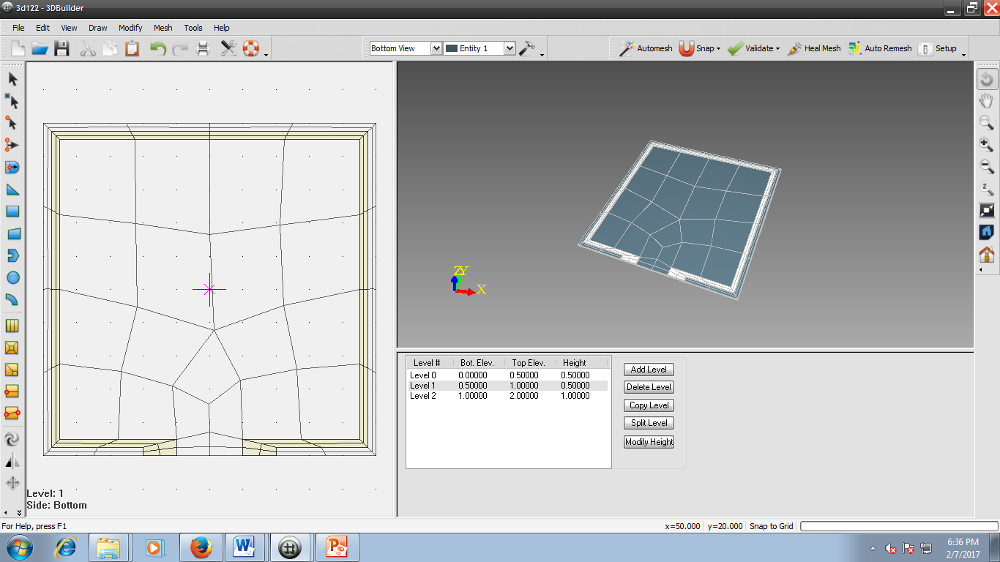 3d122 - 3DBuilder
File Edit View Draw Modify Mesh Tools Help
Bottom View Entity 1 Automesh Snap Validate Heal Mesh Auto Remesh Setup
ZY
X
Level: 1
Side: Bottom
Level # Bot. Elev. Top Elev. Height
Level 0 0.00000 0.50000 0.50000
Level 1 0.50000 1.00000 0.50000
Level 2 1.00000 2.00000 1.00000
Add Level
Delete Level
Copy Level
Split Level
Modify Height
For Help, press F1 x=50.000 y=20.000 Snap to Grid
6:36 PM
2/7/2017